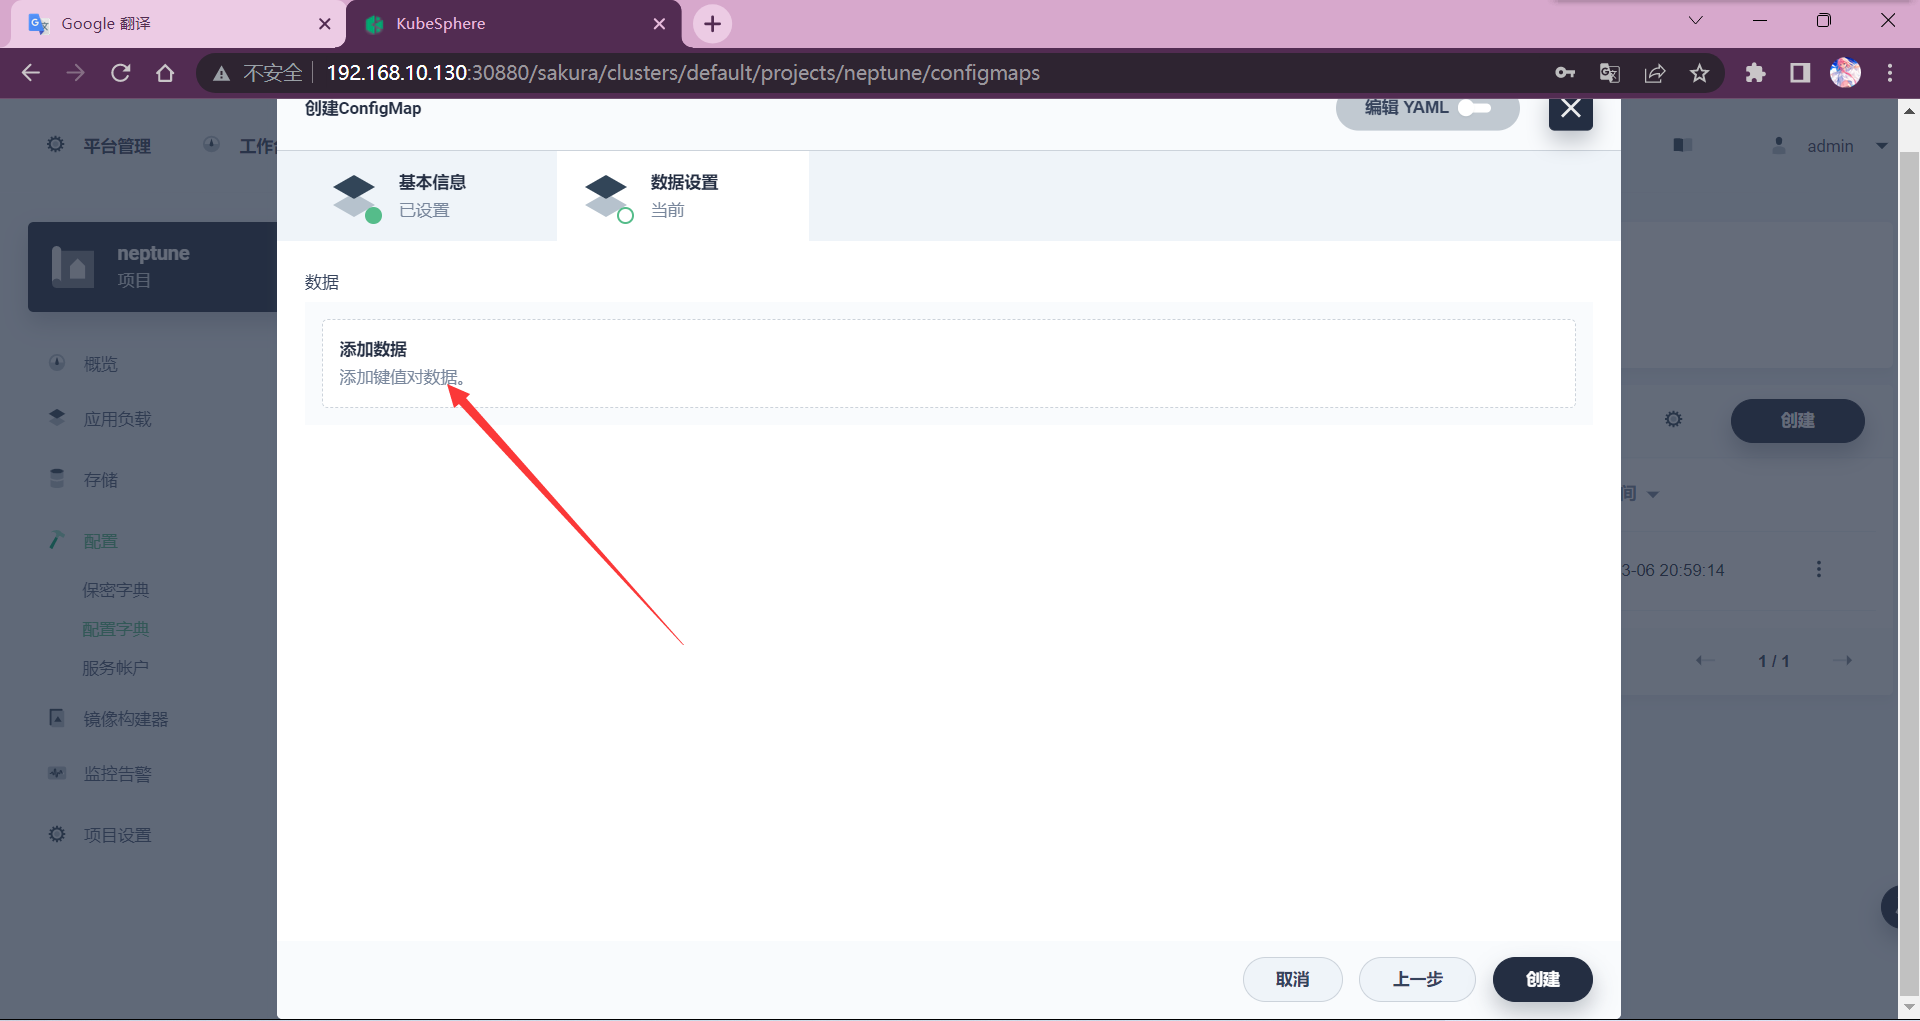 Google 翻译
KubeSphere
不安全
192.168.10.130:30880/sakura/clusters/default/projects/neptune/configmaps
创建ConfigMap
编辑 YAML
平台管理
工作
admin
基本信息
已设置
数据设置
当前
neptune
项目
数据
添加数据
添加键值对数据。
概览
应用负载
存储
配置
保密字典
配置字典
服务帐户
镜像构建器
监控告警
项目设置
创建
间
3-06 20:59:14
1 / 1
取消
上一步
创建